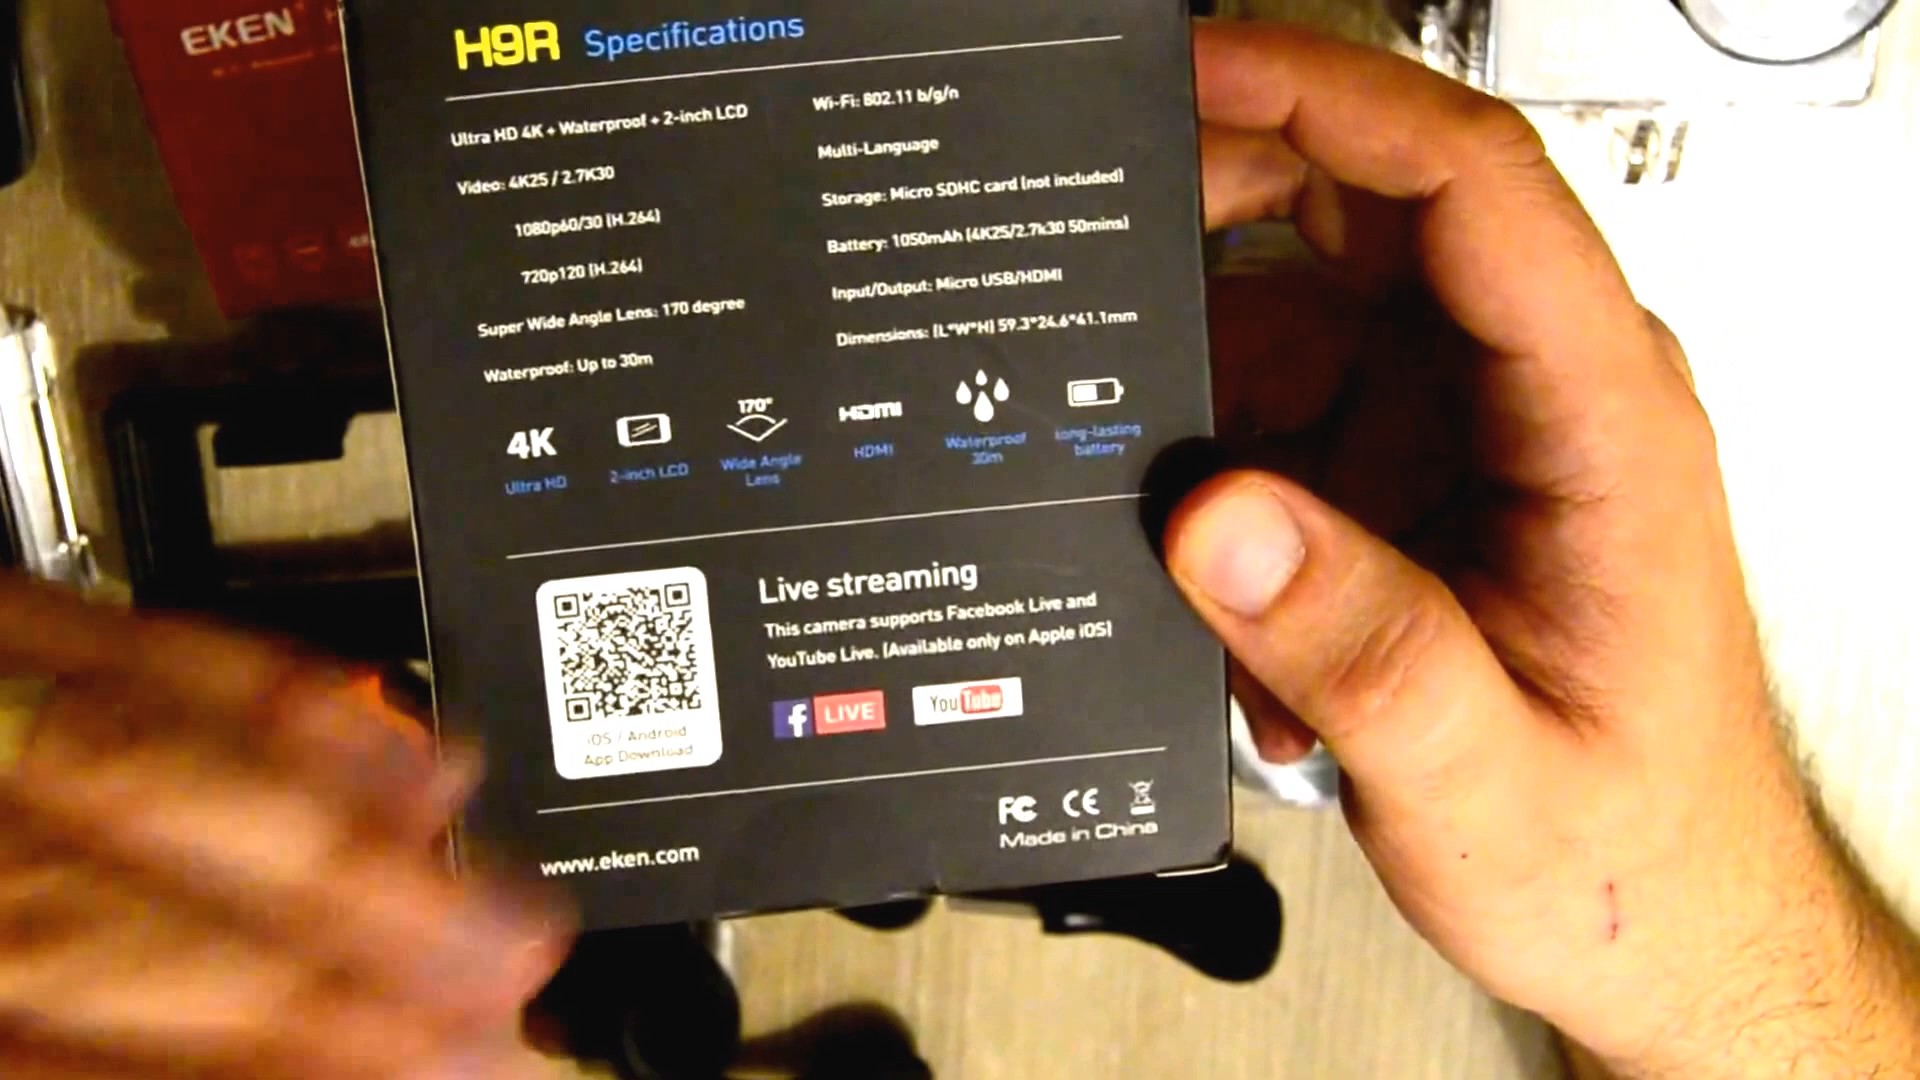 EKEN
H9R Specifications
Ultra HD 4K + Waterproof + 2-inch LCD
Video: 4K25 / 2.7K30
1080p60/30 (H.264)
720p120 (H.264)
Super Wide Angle Lens: 170 degree
Waterproof: Up to 30m
Wi-Fi: 802.11 b/g/n
Multi-Language
Storage: Micro SDHC card (not included)
Battery: 1050mAh (4K25/2.7k30 50mins)
Input/Output: Micro USB/HDMI
Dimensions: (L*W*H) 59.3*24.6*41.1mm
4K
Ultra HD
2-inch LCD
170°
Wide Angle
Lens
HDMI
HDMI
Waterproof
30m
long-lasting
battery
iOS / Android
App Download
Live streaming
This camera supports Facebook Live and
YouTube Live. (Available only on Apple iOS)
f LIVE
YouTube
www.eken.com
FC CE
Made in China